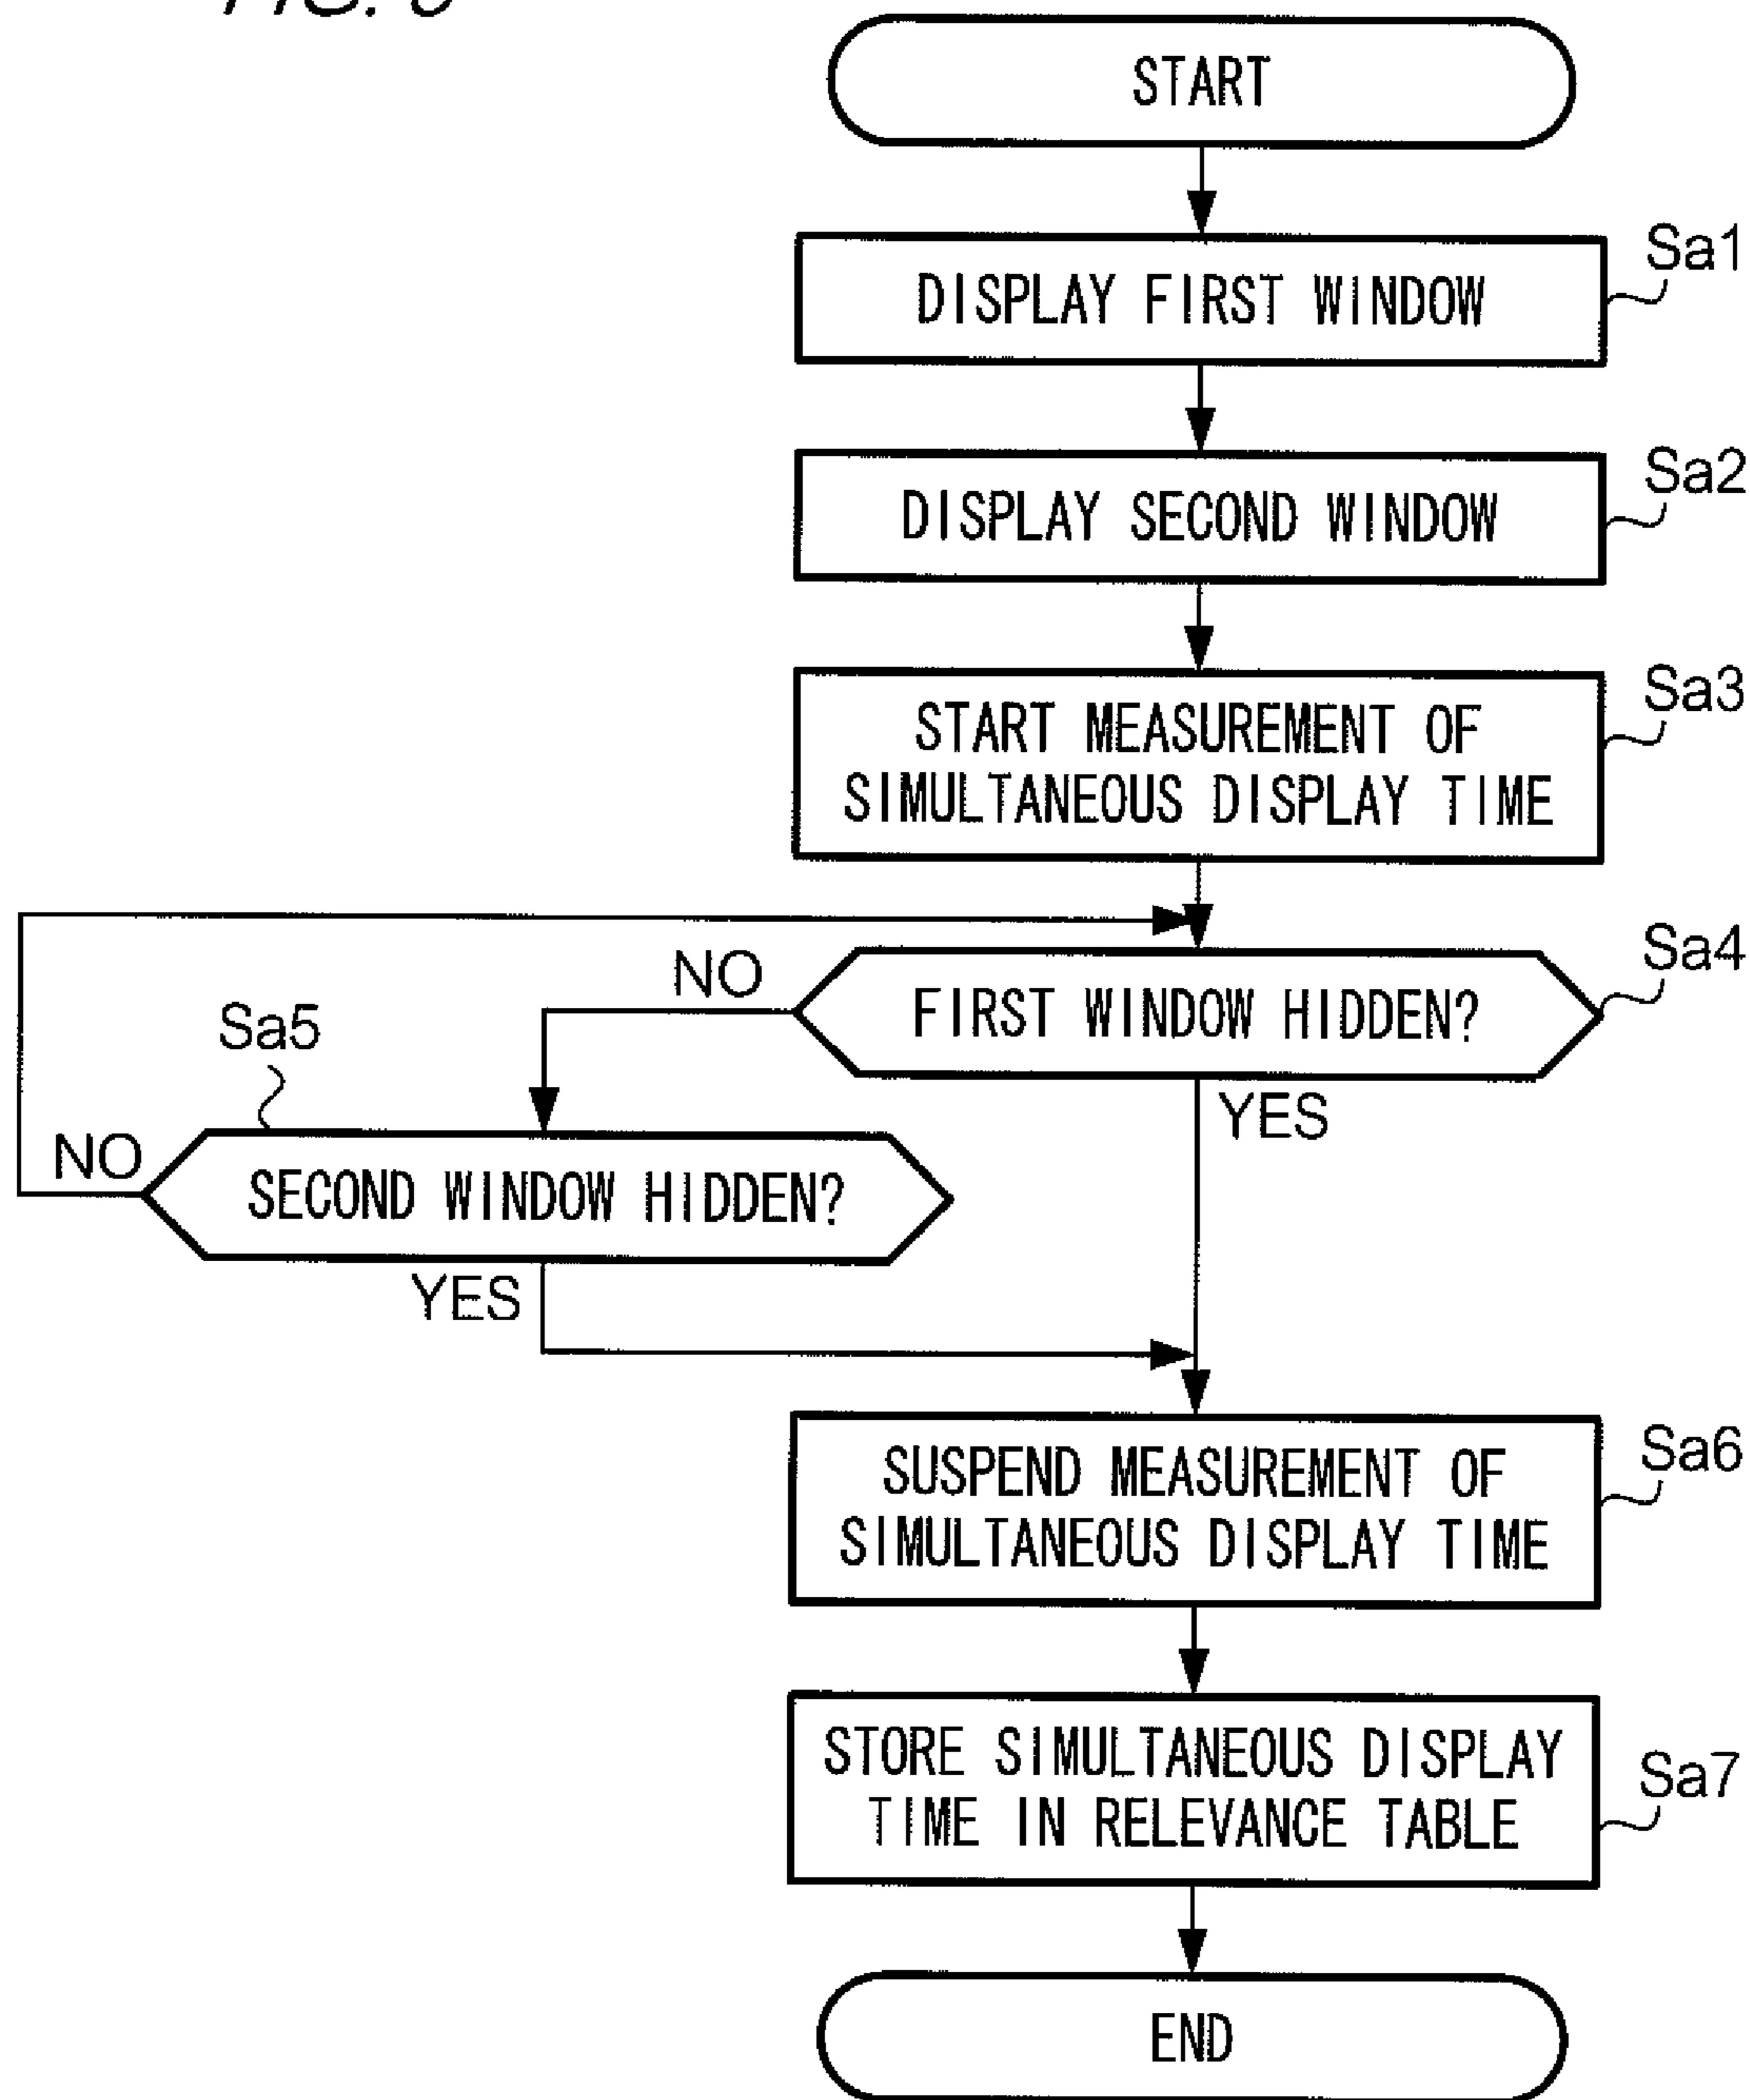 FIG.
START
Sa1
DISPLAY FIRST WINDOW
Sa2
DISPLAY SECOND WINDOW
Sa3
START MEASUREMENT OF
SIMULTANEOUS DISPLAY TIME
Sa4
NO
FIRST WINDOW HIDDEN?
Sa5
YES
NO
SECOND WINDOW HIDDEN?
YES
Sa6
SUSPEND MEASUREMENT OF
SIMULTANEOUS DISPLAY TIME
Sa7
STORE SIMULTANEOUS DISPLAY
TIME IN RELEVANCE TABLE
END